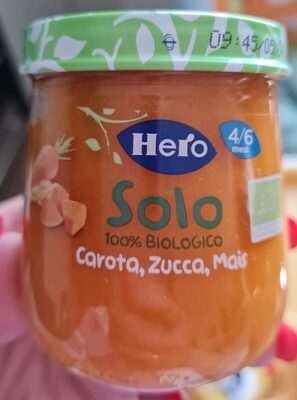 09:45/05
Hero
4/6
mesi
Solo
100% BIOLOGICO
Carota, Zucca, Mais